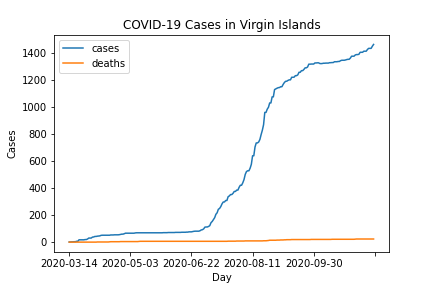 COVID-19 Cases in Virgin Islands
cases
deaths
1400
1200
1000
800
600
400
200
0
Cases
2020-03-14 2020-05-03 2020-06-22 2020-08-11 2020-09-30
Day